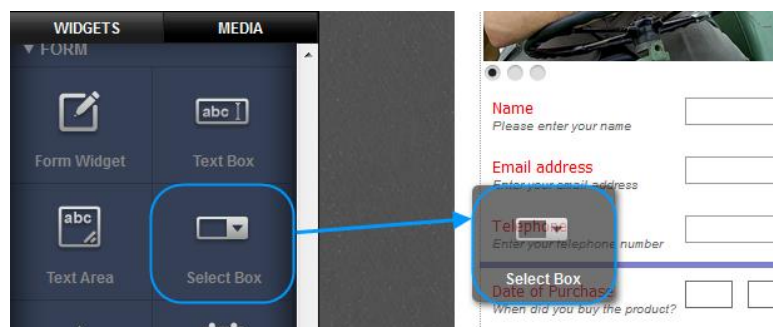 WIDGETS
MEDIA
▼ FORM
abc
Form Widget
Text Box
abc
Text Area
Select Box
Name
Please enter your name
Email address
Enter your email address
Telephone
Enter your telephone number
Select Box
Date of Purchase
When did you buy the product?